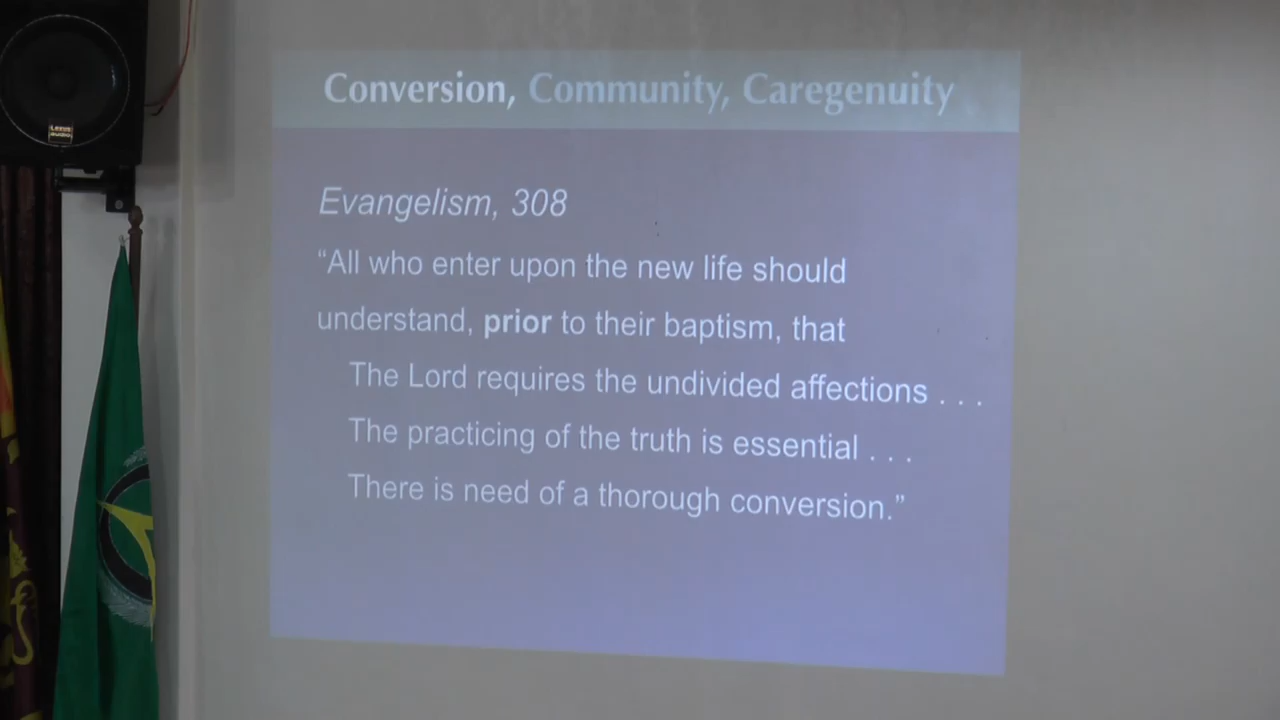 Conversion, Community, Caregenuity
Evangelism, 308
“All who enter upon the new life should
understand, prior to their baptism, that
The Lord requires the undivided affections . . .
The practicing of the truth is essential . . .
There is need of a thorough conversion.”
LEXUS
audio